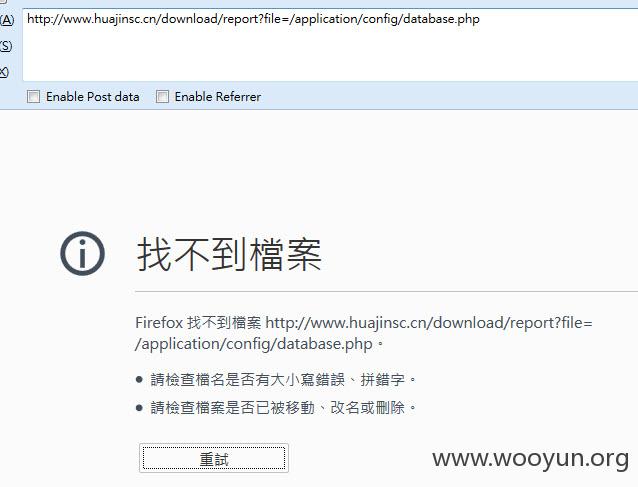 (A)
http://www.huajinsc.cn/download/report?file=/application/config/database.php
(S)
X)
Enable Post data Enable Referrer
找不到檔案
Firefox 找不到檔案 http://www.huajinsc.cn/download/report?file=
/application/config/database.php。
• 請檢查檔名是否有大小寫錯誤、拼錯字。
• 請檢查檔案是否已被移動、改名或刪除。
重試
www.wooyun.org